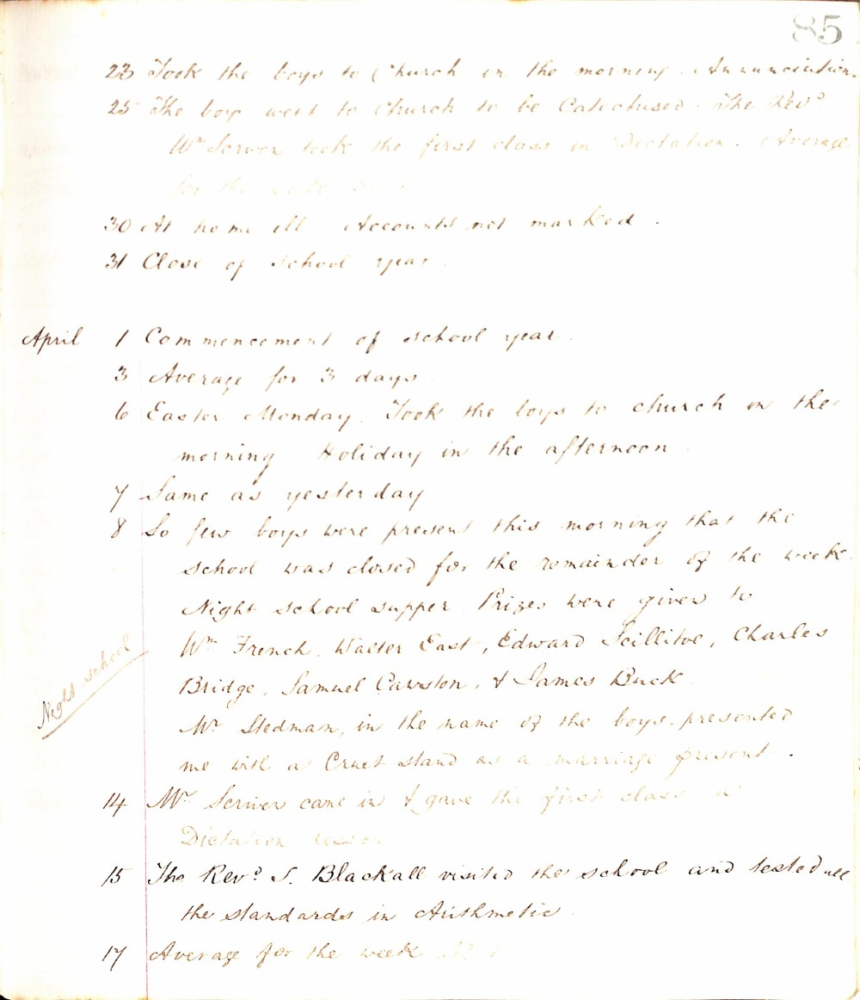 85
23 Took the boys to Church in the morning. Annunciation.
25 The boys went to Church to be Catechised. The Revd
Wm Scriven took the first class in Dictation. Average
for the week
30 At home ill Accounts not marked.
31 Close of school year.
April 1 Commencement of school year.
3 Average for 3 days
6 Easter Monday. Took the boys to church in the
morning Holiday in the afternoon.
7 Same as yesterday
8 So few boys were present this morning that the
school was closed for the remainder of the week.
Night school supper. Prizes were given to
Wm French, Walter East, Edward Scillitoe, Charles
Bridge, Samuel Carston, & James Buck.
Night school
Mr Stedman, in the name of the boys, presented
me with a Cruet stand as a marriage present.
14 Mr Scriven came in & gave the first class a
Dictation lesson.
15 The Revd S. Blackall visited the school and tested all
the standards in Arithmetic.
17 Average for the week